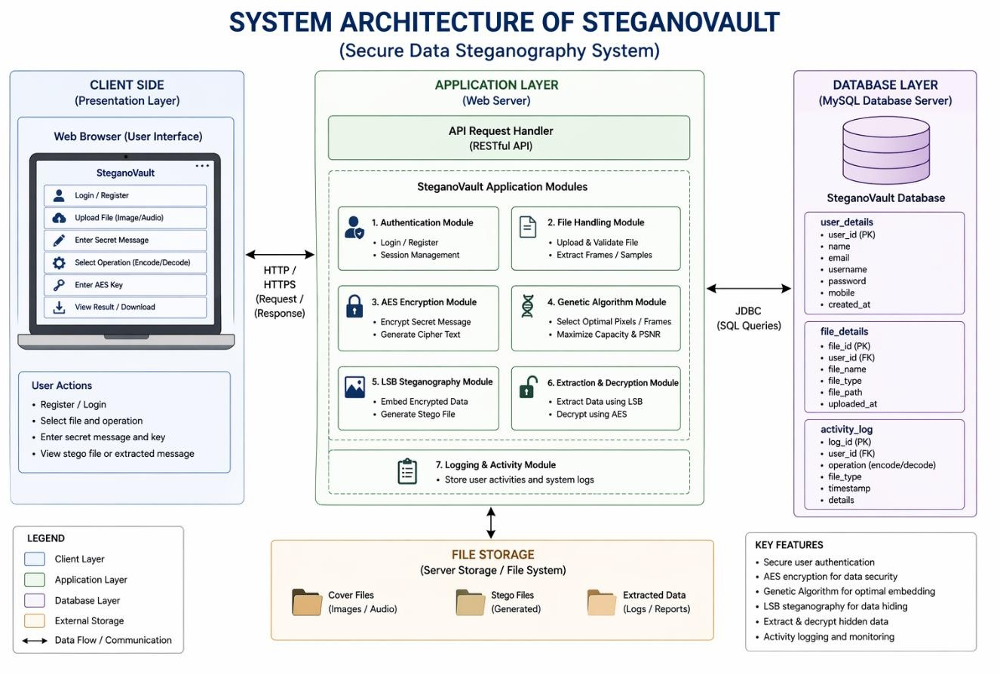 SYSTEM ARCHITECTURE OF STEGANOVAULT
(Secure Data Steganography System)
CLIENT SIDE
(Presentation Layer)
Web Browser (User Interface)
SteganoVault
Login / Register
Upload File (Image/Audio)
Enter Secret Message
Select Operation (Encode/Decode)
Enter AES Key
View Result / Download
User Actions
• Register / Login
• Select file and operation
• Enter secret message and key
• View stego file or extracted message
HTTP /
HTTPS
(Request /
(Response)
APPLICATION LAYER
(Web Server)
API Request Handler
(RESTful API)
SteganoVault Application Modules
1. Authentication Module
• Login / Register
• Session Management
2. File Handling Module
• Upload & Validate File
• Extract Frames / Samples
3. AES Encryption Module
• Encrypt Secret Message
• Generate Cipher Text
4. Genetic Algorithm Module
• Select Optimal Pixels / Frames
• Maximize Capacity & PSNR
5. LSB Steganography Module
• Embed Encrypted Data
• Generate Stego File
6. Extraction & Decryption Module
• Extract Data using LSB
• Decrypt using AES
7. Logging & Activity Module
• Store user activities and system logs
JDBC
(SQL Queries)
DATABASE LAYER
(MySQL Database Server)
SteganoVault Database
user_details
• user_id (PK)
• name
• email
• username
• password
• mobile
• created_at
file_details
• file_id (PK)
• user_id (FK)
• file_name
• file_type
• file_path
• uploaded_at
activity_log
• log_id (PK)
• user_id (FK)
• operation (encode/decode)
• file_type
• timestamp
• details
LEGEND
Client Layer
Application Layer
Database Layer
External Storage
Data Flow / Communication
FILE STORAGE
(Server Storage / File System)
Cover Files
(Images / Audio)
Stego Files
(Generated)
Extracted Data
(Logs / Reports)
KEY FEATURES
• Secure user authentication
• AES encryption for data security
• Genetic Algorithm for optimal embedding
• LSB steganography for data hiding
• Extract & decrypt hidden data
• Activity logging and monitoring